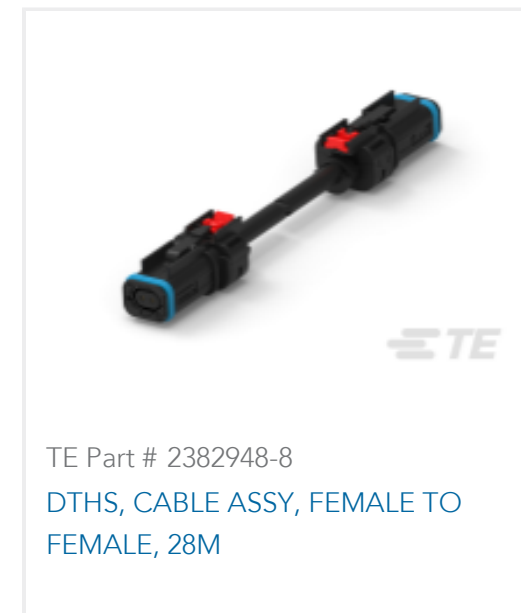 TE
TE Part # 2382948-8
DTHS, CABLE ASSY, FEMALE TO
FEMALE, 28M